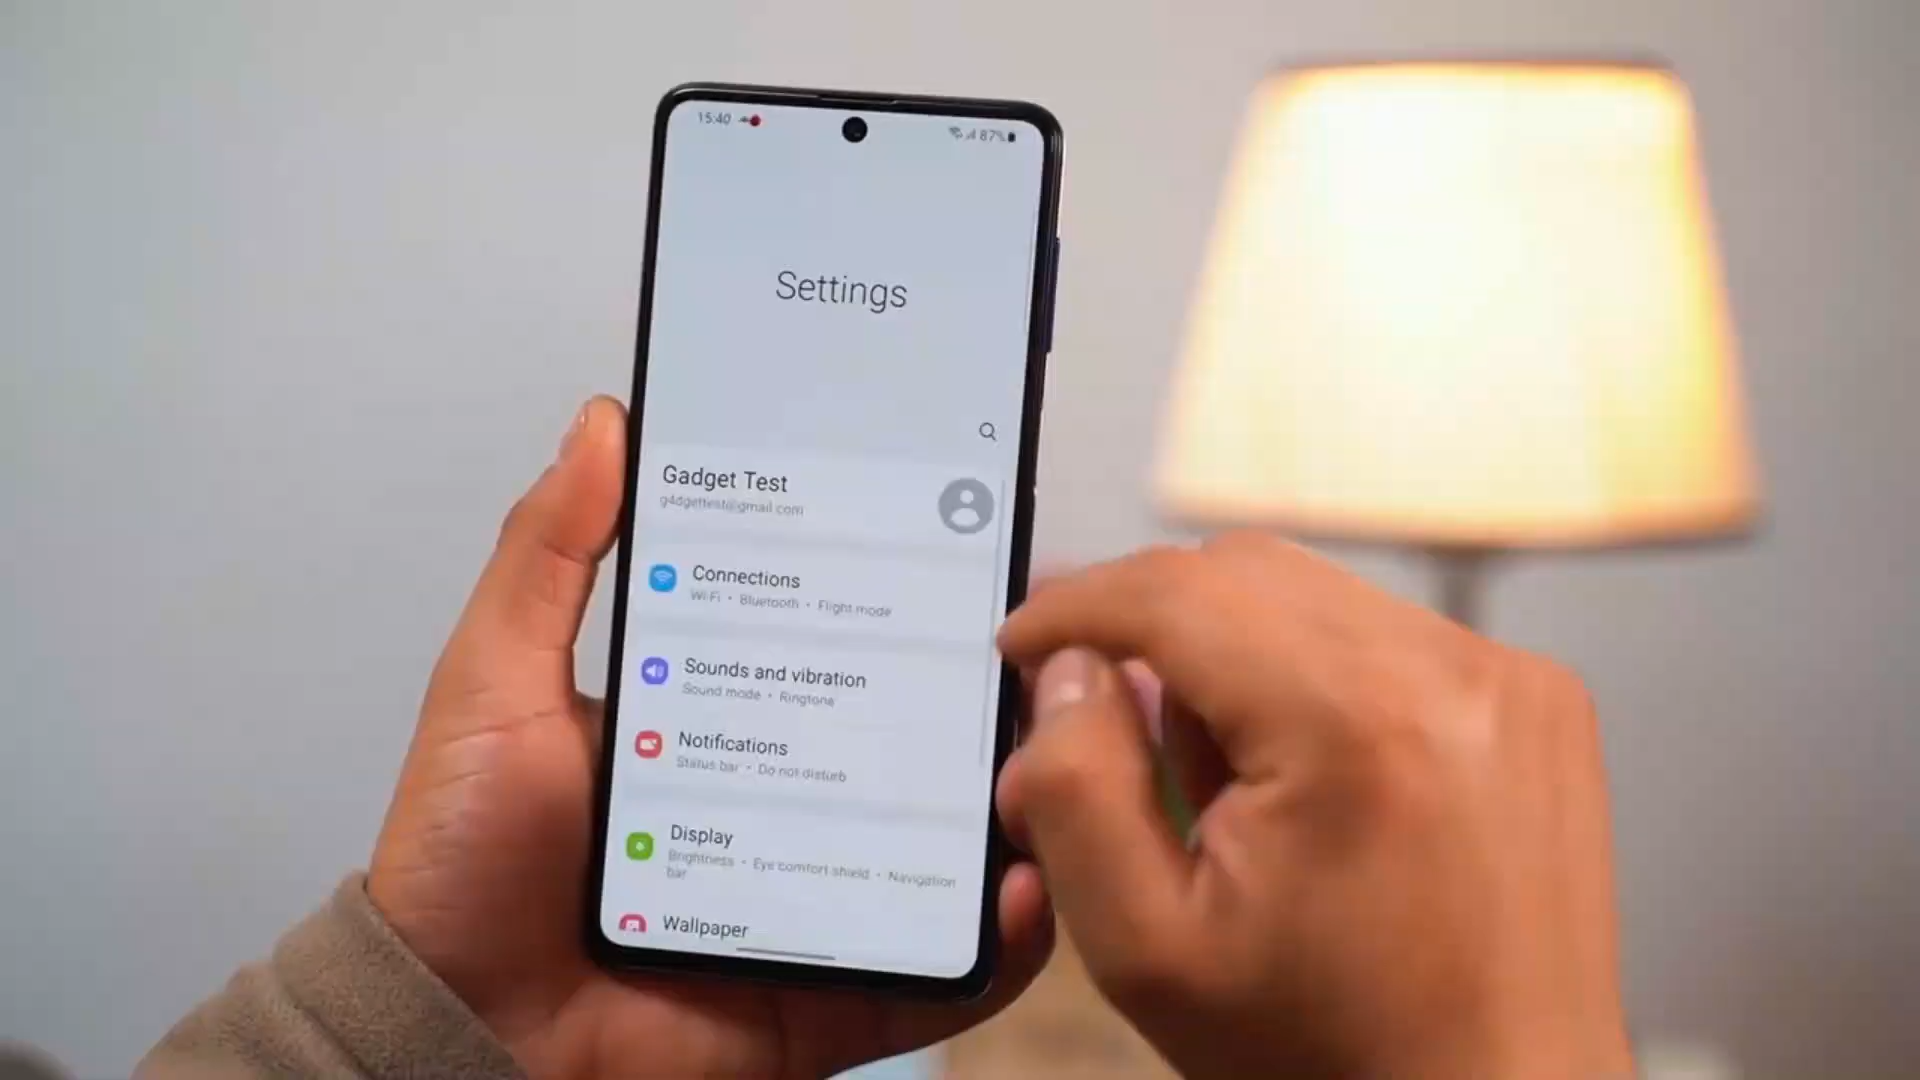 15:40
87%
Settings
Gadget Test
g4dgettest@gmail.com
Connections
Wi-Fi • Bluetooth • Flight mode
Sounds and vibration
Sound mode • Ringtone
Notifications
Status bar • Do not disturb
Display
Brightness • Eye comfort shield • Navigation
bar
Wallpaper